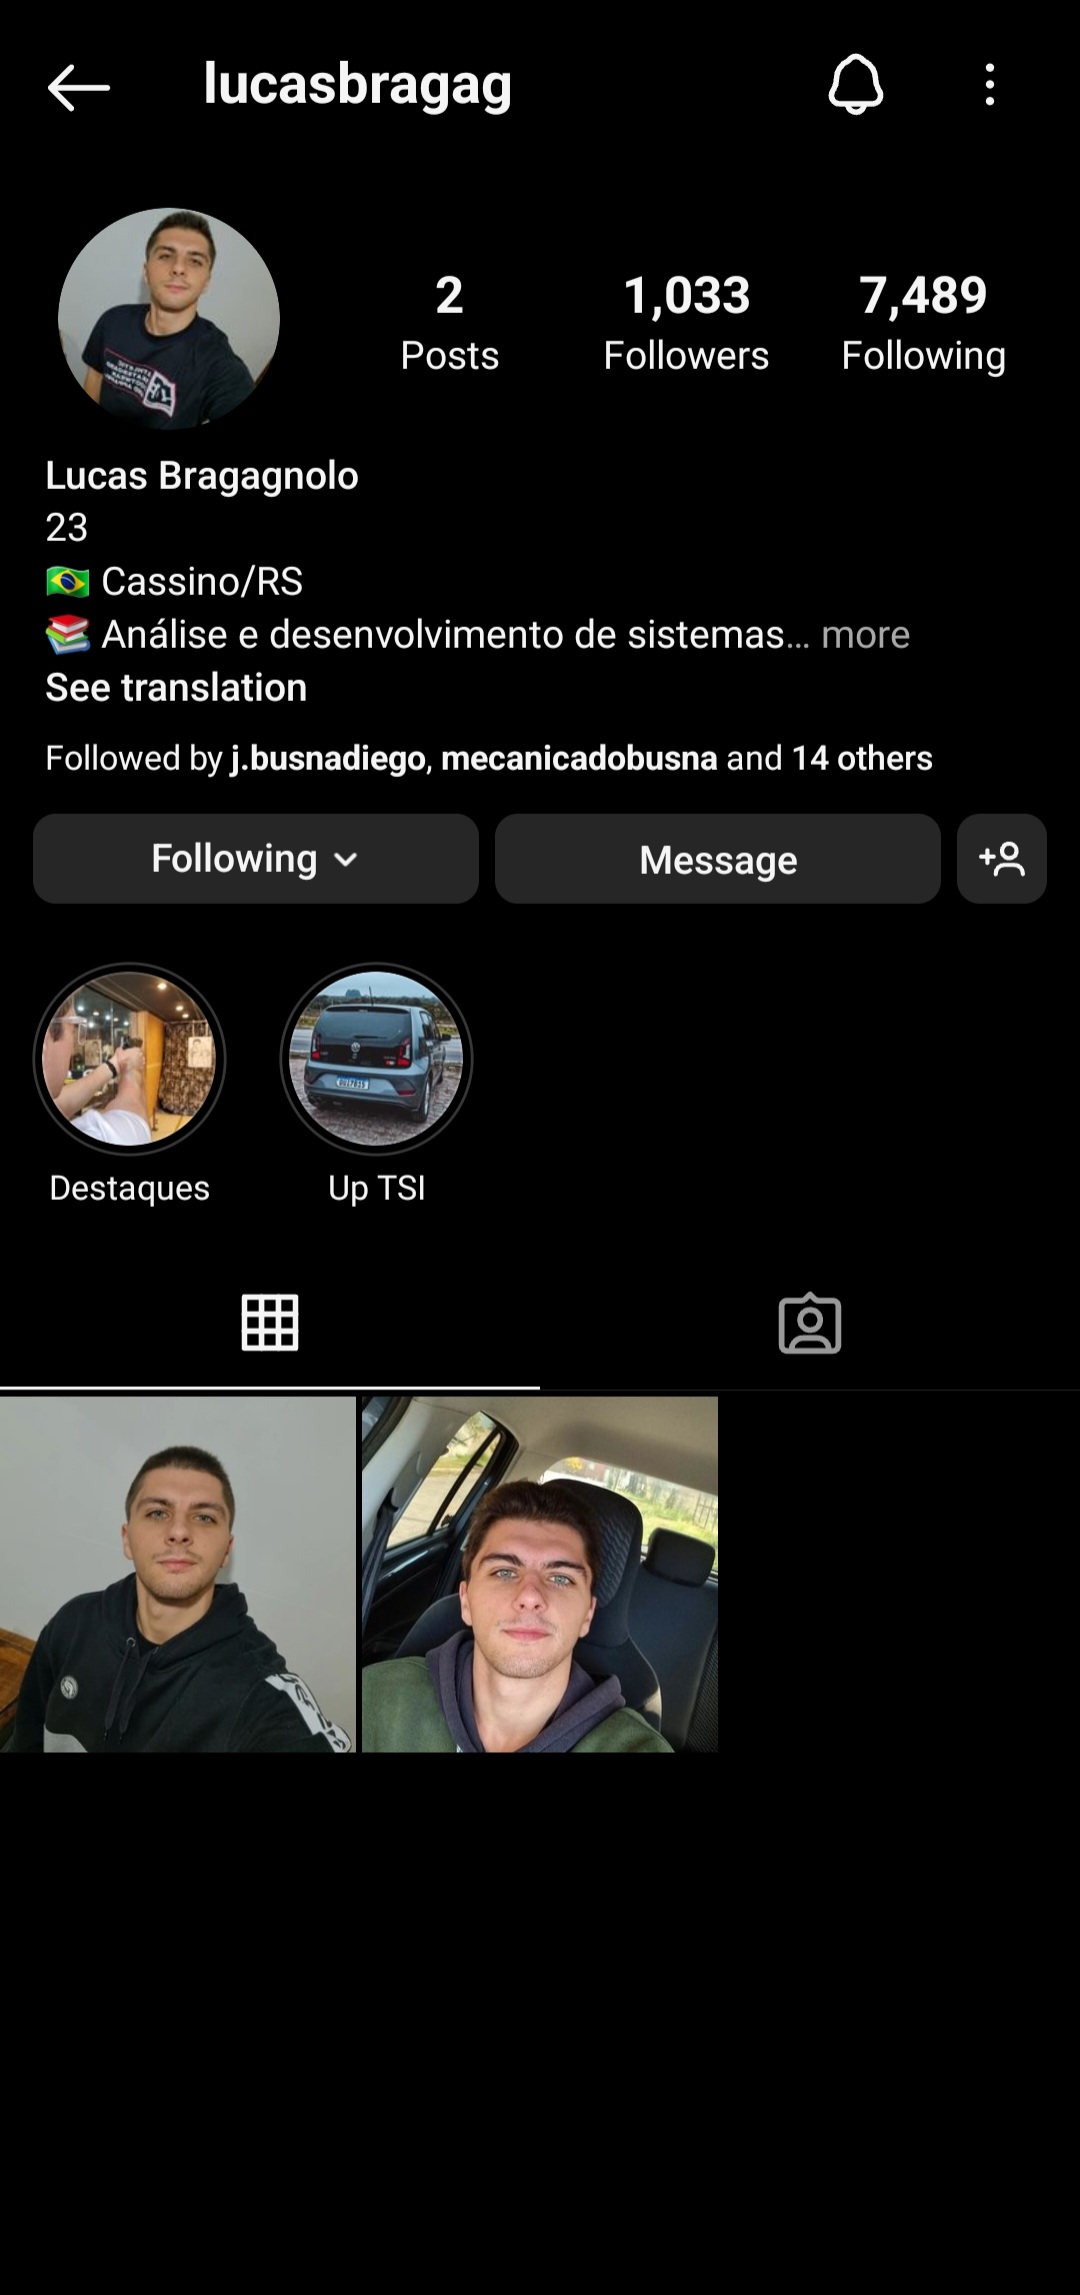 lucasbragag
2
1,033
7,489
Posts
Followers
Following
Lucas Bragagnolo
23
🇧🇷 Cassino/RS
📚 Análise e desenvolvimento de sistemas... more
See translation
Followed by j.busnadiego, mecanicadobusna and 14 others
Following
Message
Destaques
Up TSI